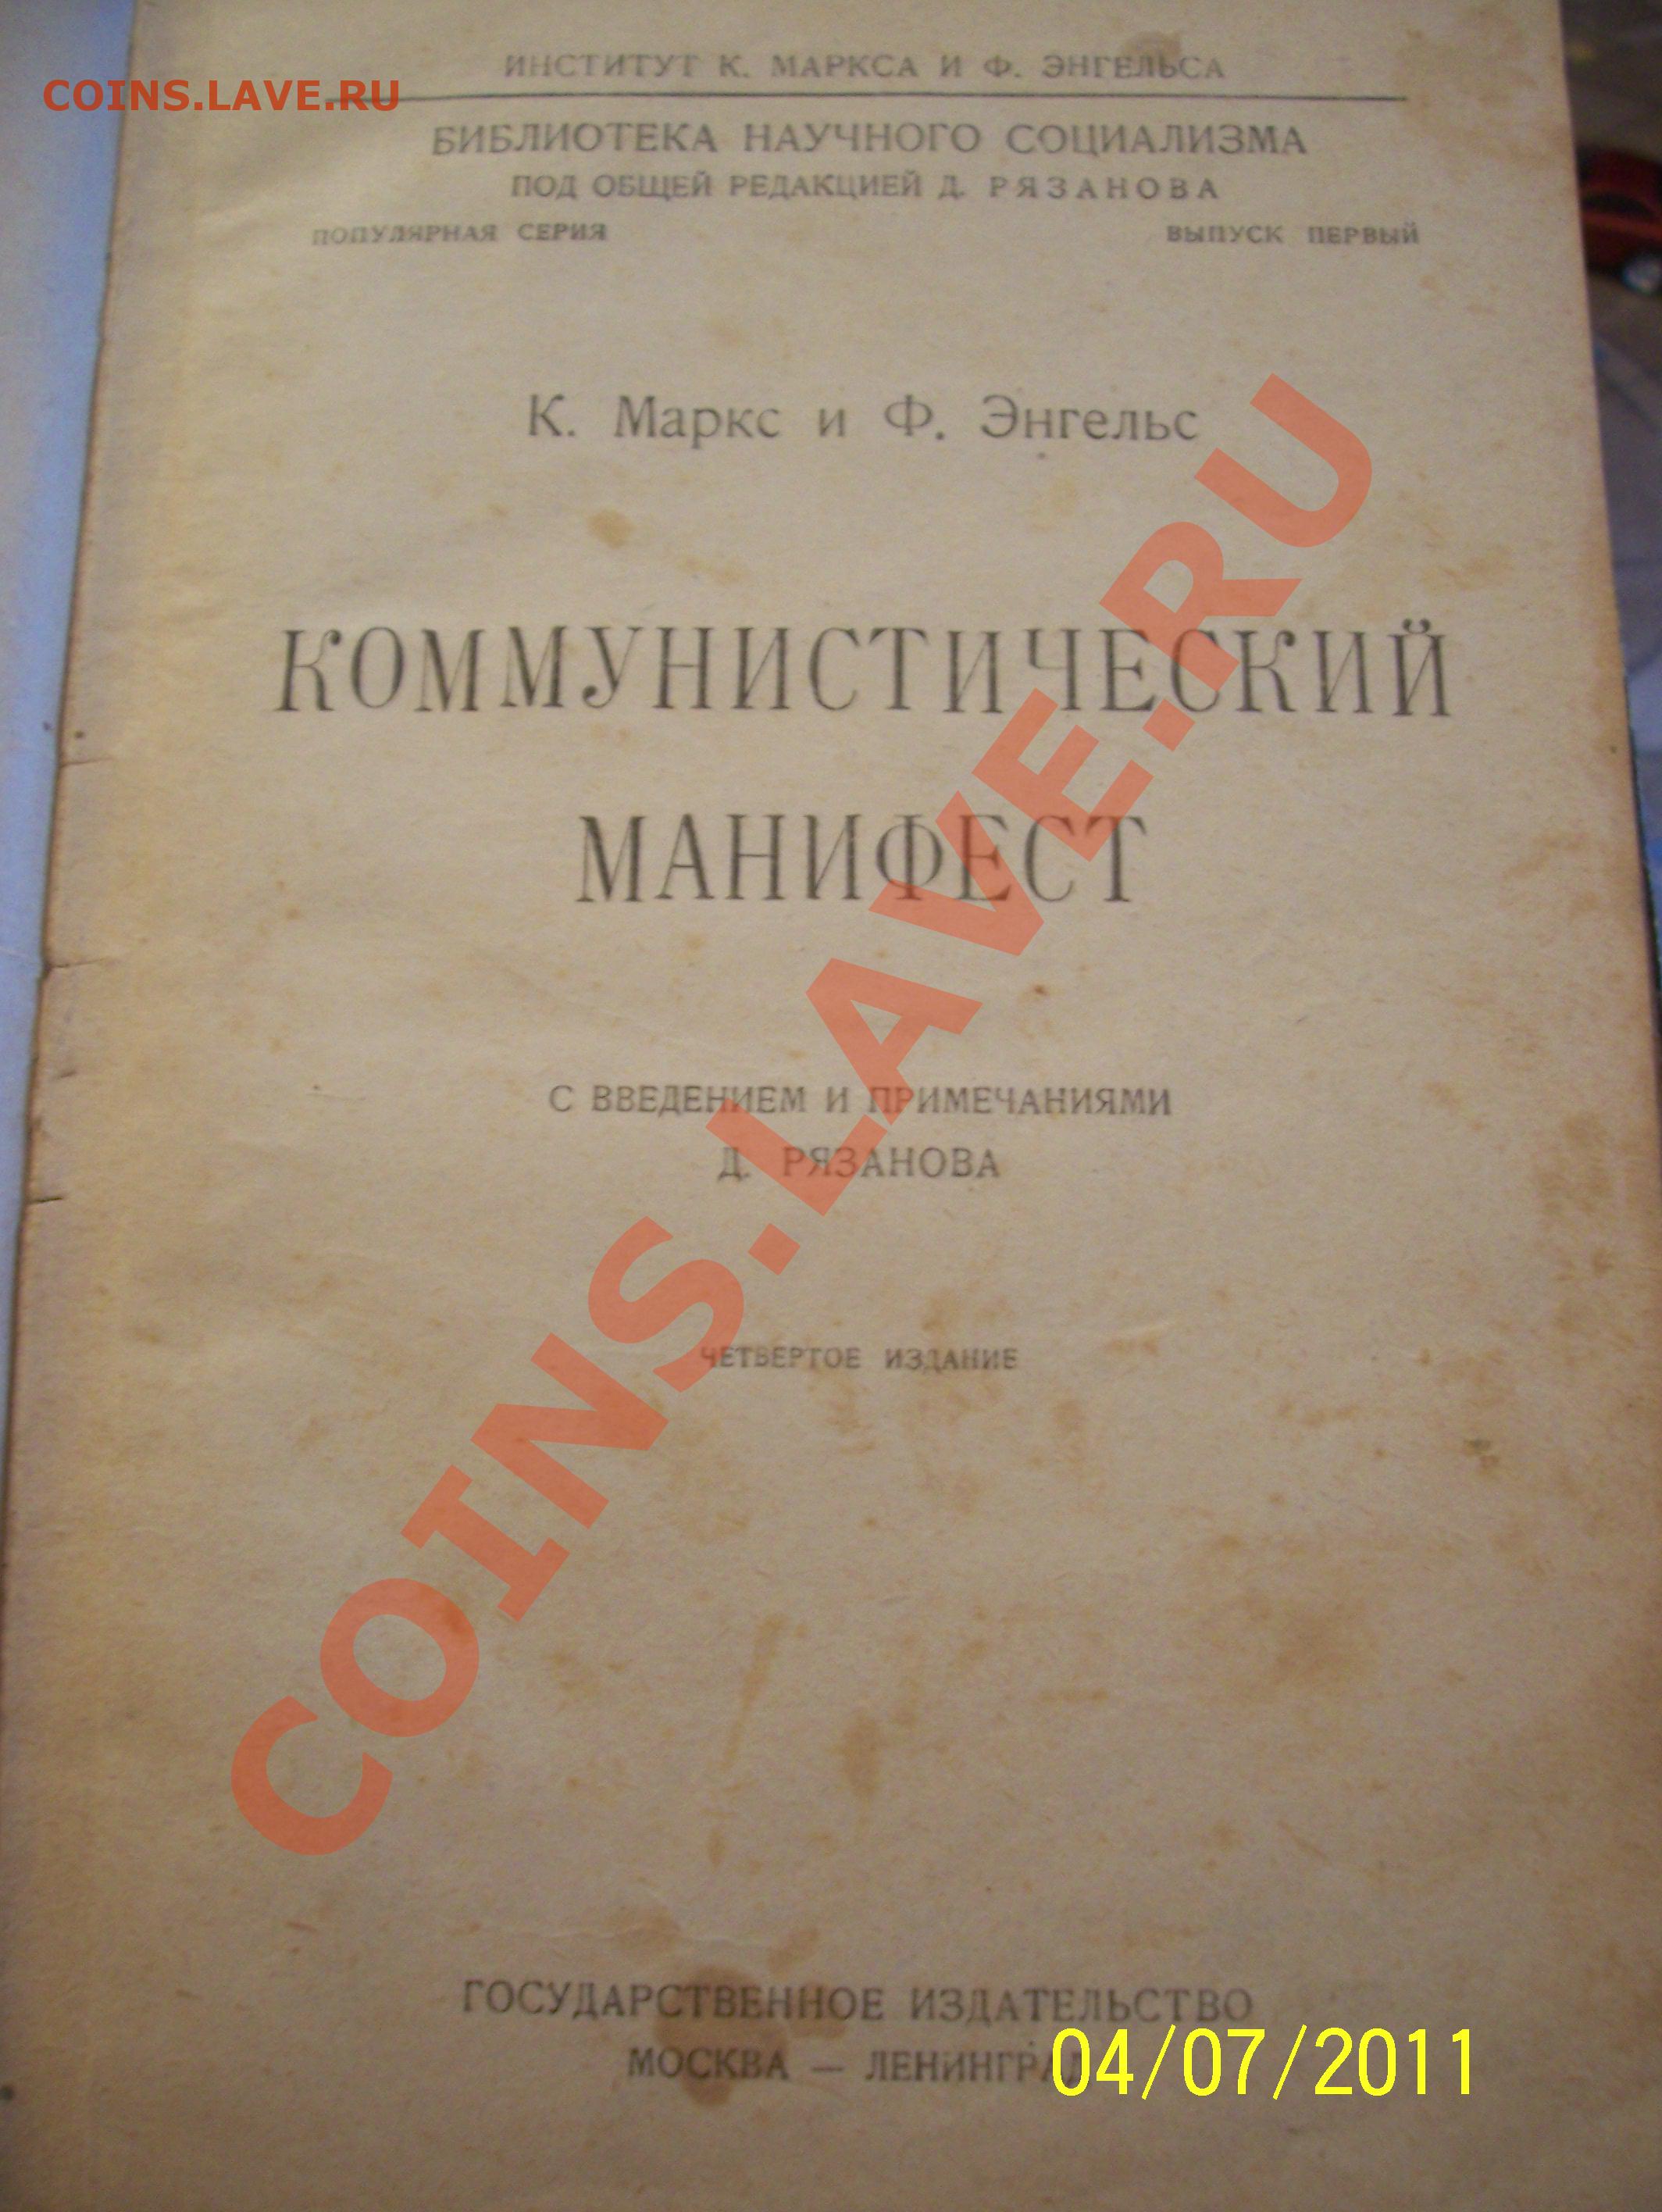 ИНСТИТУТ К. МАРКСА И Ф. ЭНГЕЛЬСА
COINS.LAVE.RU
БИБЛИОТЕКА НАУЧНОГО СОЦИАЛИЗМА
ПОД ОБЩЕЙ РЕДАКЦИЕЙ Д. РЯЗАНОВА
ПОПУЛЯРНАЯ СЕРИЯ ВЫПУСК ПЕРВЫЙ
К. Маркс и Ф. Энгельс
КОММУНИСТИЧЕСКИЙ
МАНИФЕСТ
COINS.LAVE.RU
С ВВЕДЕНИЕМ И ПРИМЕЧАНИЯМИ
Д. РЯЗАНОВА
ЧЕТВЕРТОЕ ИЗДАНИЕ
ГОСУДАРСТВЕННОЕ ИЗДАТЕЛЬСТВО
МОСКВА — ЛЕНИНГРАД
04/07/2011